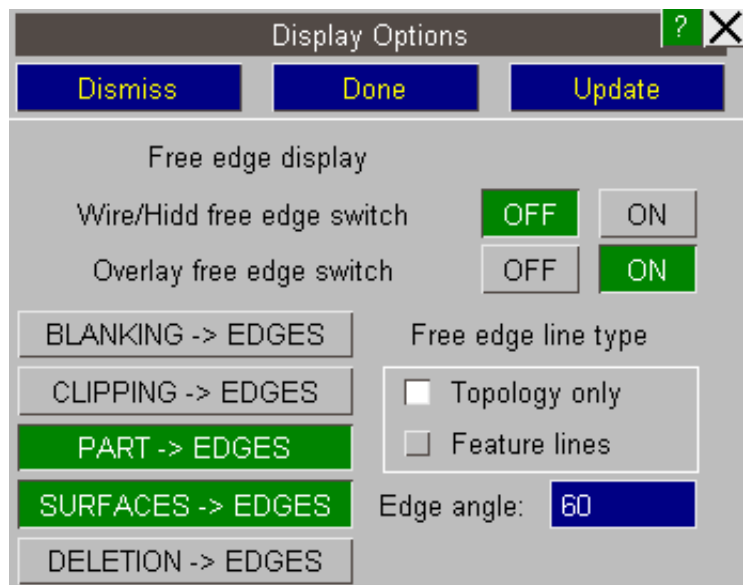 Display Options ?
Dismiss Done Update
Free edge display
Wire/Hidd free edge switch OFF ON
Overlay free edge switch OFF ON
BLANKING -> EDGES
CLIPPING -> EDGES
PART -> EDGES
SURFACES -> EDGES
DELETION -> EDGES
Free edge line type
Topology only
Feature lines
Edge angle: 60